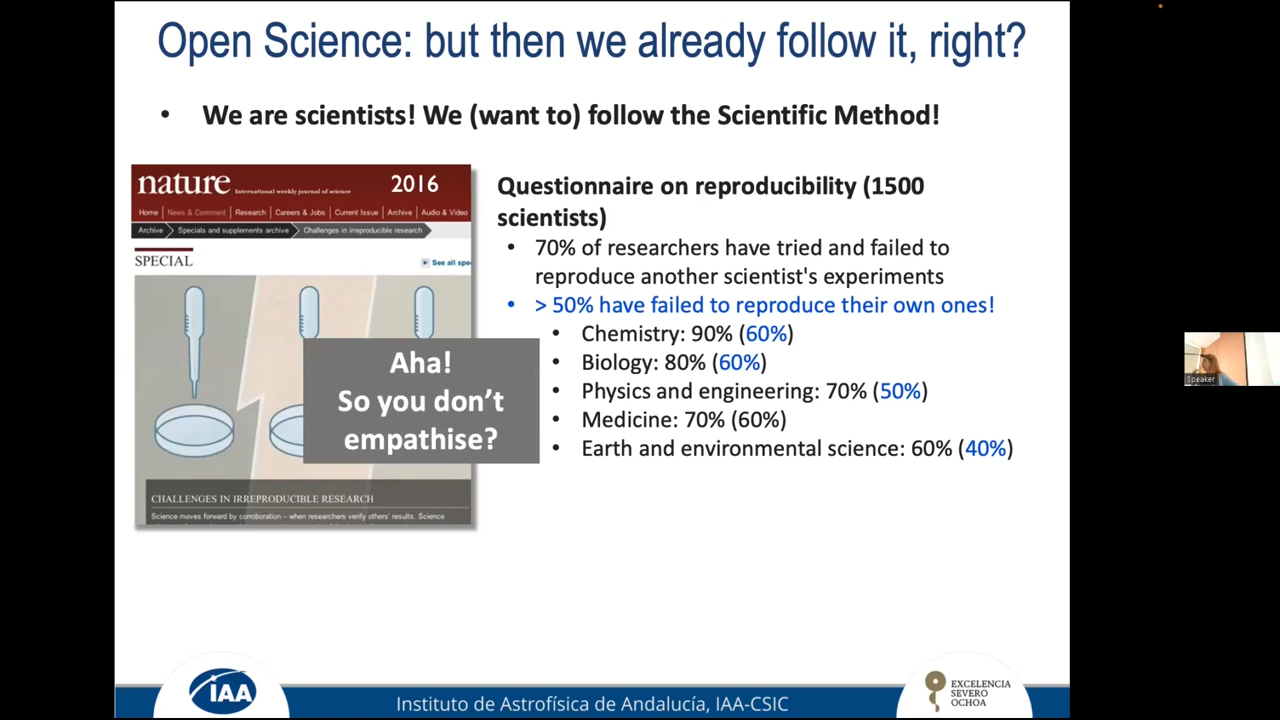 Open Science: but then we already follow it, right?
• We are scientists! We (want to) follow the Scientific Method!
nature International weekly journal of science 2016
Home | News & Comment | Research | Careers & Jobs | Current Issue | Archive | Audio & Video
Archive Specials and supplements archive Challenges in irreproducible research
SPECIAL
See all spe
Aha!
So you don't
empathise?
CHALLENGES IN IRREPRODUCIBLE RESEARCH
Science moves forward by corroboration – when researchers verify others' results. Science
Questionnaire on reproducibility (1500
scientists)
• 70% of researchers have tried and failed to
reproduce another scientist's experiments
• > 50% have failed to reproduce their own ones!
• Chemistry: 90% (60%)
• Biology: 80% (60%)
• Physics and engineering: 70% (50%)
• Medicine: 70% (60%)
• Earth and environmental science: 60% (40%)
Speaker
IAA
Instituto de Astrofísica de Andalucía, IAA-CSIC
EXCELENCIA
SEVERO
OCHOA